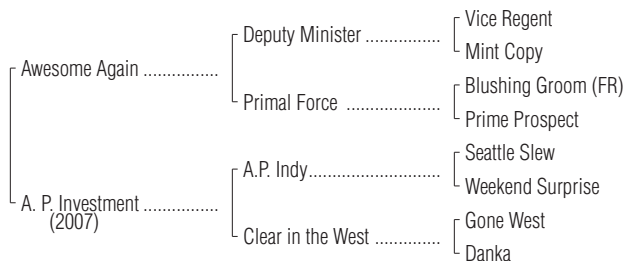 Vice Regent
Deputy Minister ................
Mint Copy
Awesome Again ................
Blushing Groom (FR)
Primal Force ....................
Prime Prospect
Seattle Slew
A.P. Indy............................
Weekend Surprise
A. P. Investment ................
(2007)
Gone West
Clear in the West ..............
Danka